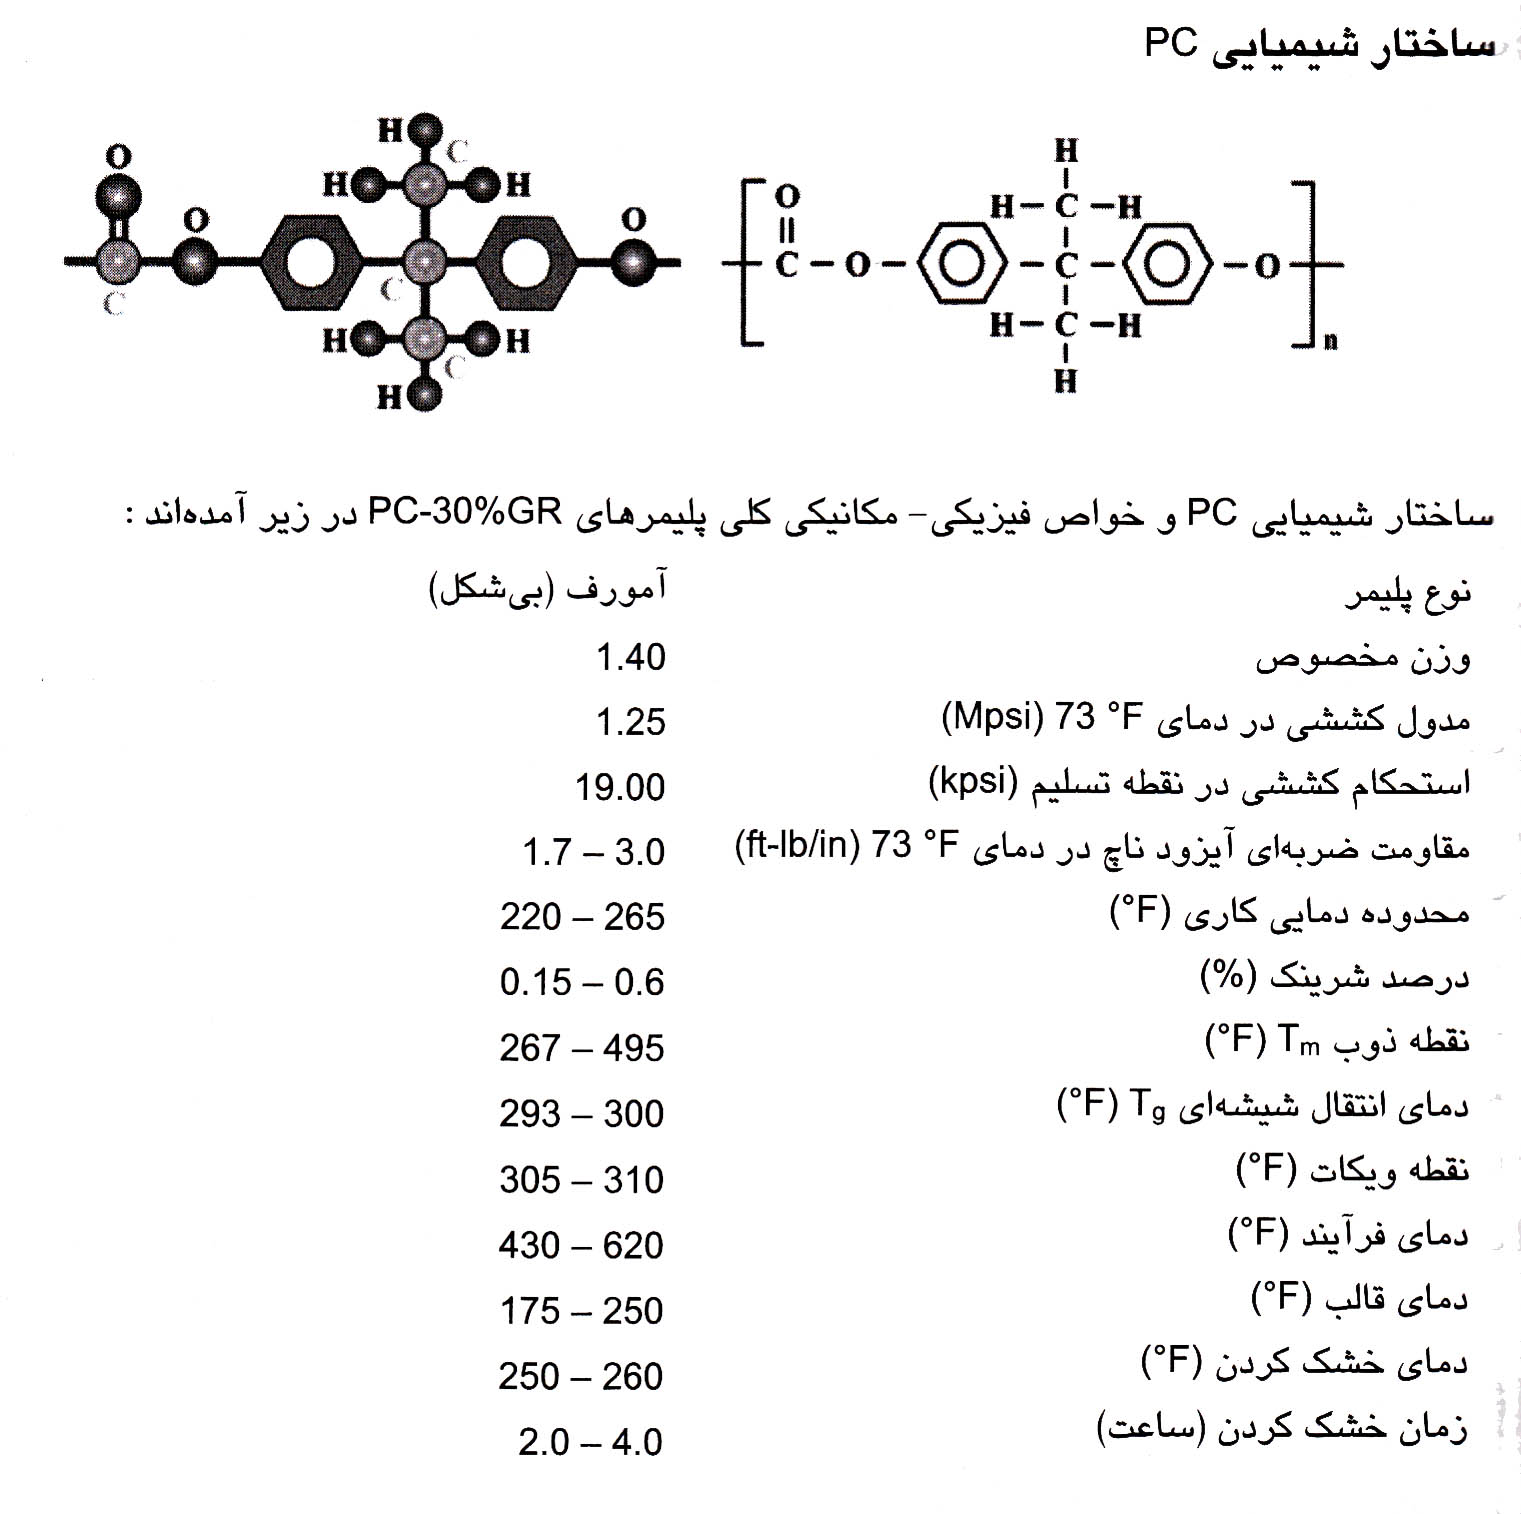 ساختار شیمیایی PC
H
C
O H H H
O O H–C–H
O
C C–O– –C– –O
C
H H H–C–H n
C
H H
ساختار شیمیایی PC و خواص فیزیکی- مکانیکی کلی پلیمرهای PC-30%GR در زیر آمده‌اند :
نوع پلیمر آمورف (بی‌شکل)
وزن مخصوص 1.40
مدول کششی در دمای 73 °F (Mpsi) 1.25
استحکام کششی در نقطه تسلیم (kpsi) 19.00
مقاومت ضربه‌ای آیزود ناچ در دمای 73 °F (ft-lb/in) 1.7 – 3.0
محدوده دمایی کاری (°F) 220 – 265
درصد شرینک (%) 0.15 – 0.6
نقطه ذوب Tm (°F) 267 – 495
دمای انتقال شیشه‌ای Tg (°F) 293 – 300
نقطه ویکات (°F) 305 – 310
دمای فرآیند (°F) 430 – 620
دمای قالب (°F) 175 – 250
دمای خشک کردن (°F) 250 – 260
زمان خشک کردن (ساعت) 2.0 – 4.0